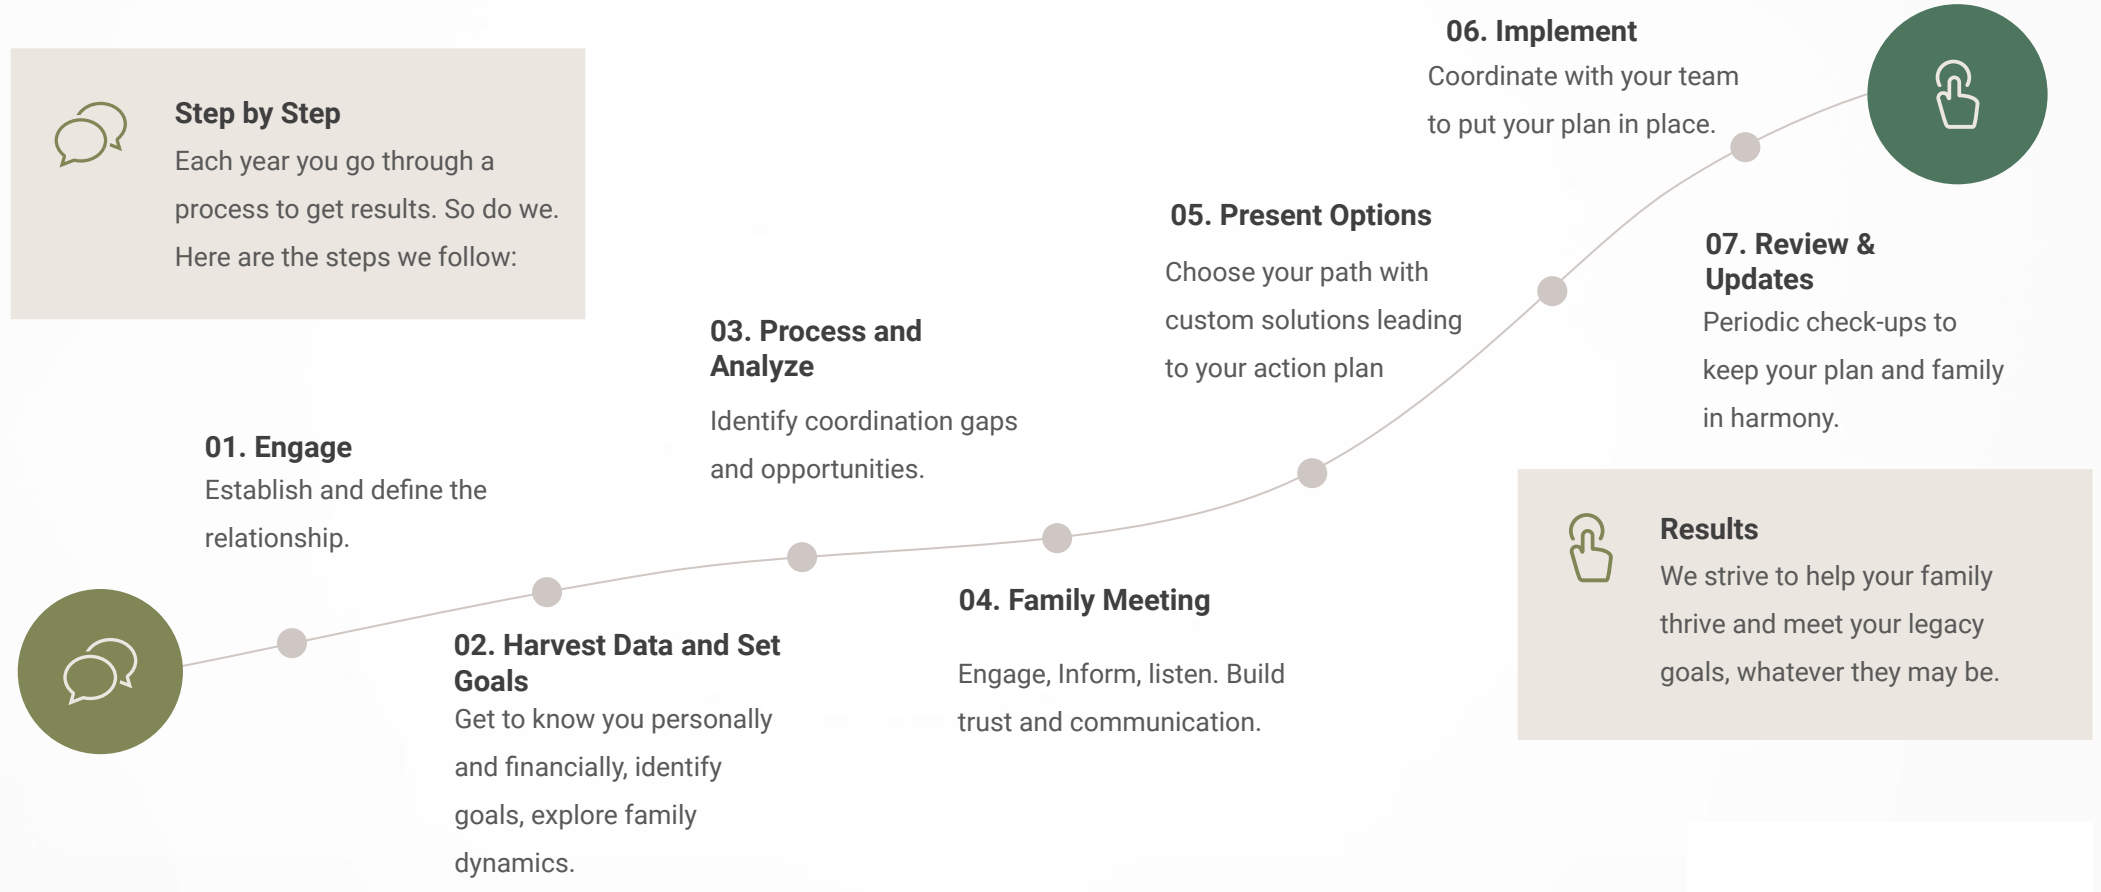 Step by Step
Each year you go through a
process to get results. So do we.
Here are the steps we follow:
01. Engage
Establish and define the
relationship.
02. Harvest Data and Set
Goals
Get to know you personally
and financially, identify
goals, explore family
dynamics.
03. Process and
Analyze
Identify coordination gaps
and opportunities.
04. Family Meeting
Engage, Inform, listen. Build
trust and communication.
05. Present Options
Choose your path with
custom solutions leading
to your action plan
06. Implement
Coordinate with your team
to put your plan in place.
07. Review &
Updates
Periodic check-ups to
keep your plan and family
in harmony.
Results
We strive to help your family
thrive and meet your legacy
goals, whatever they may be.